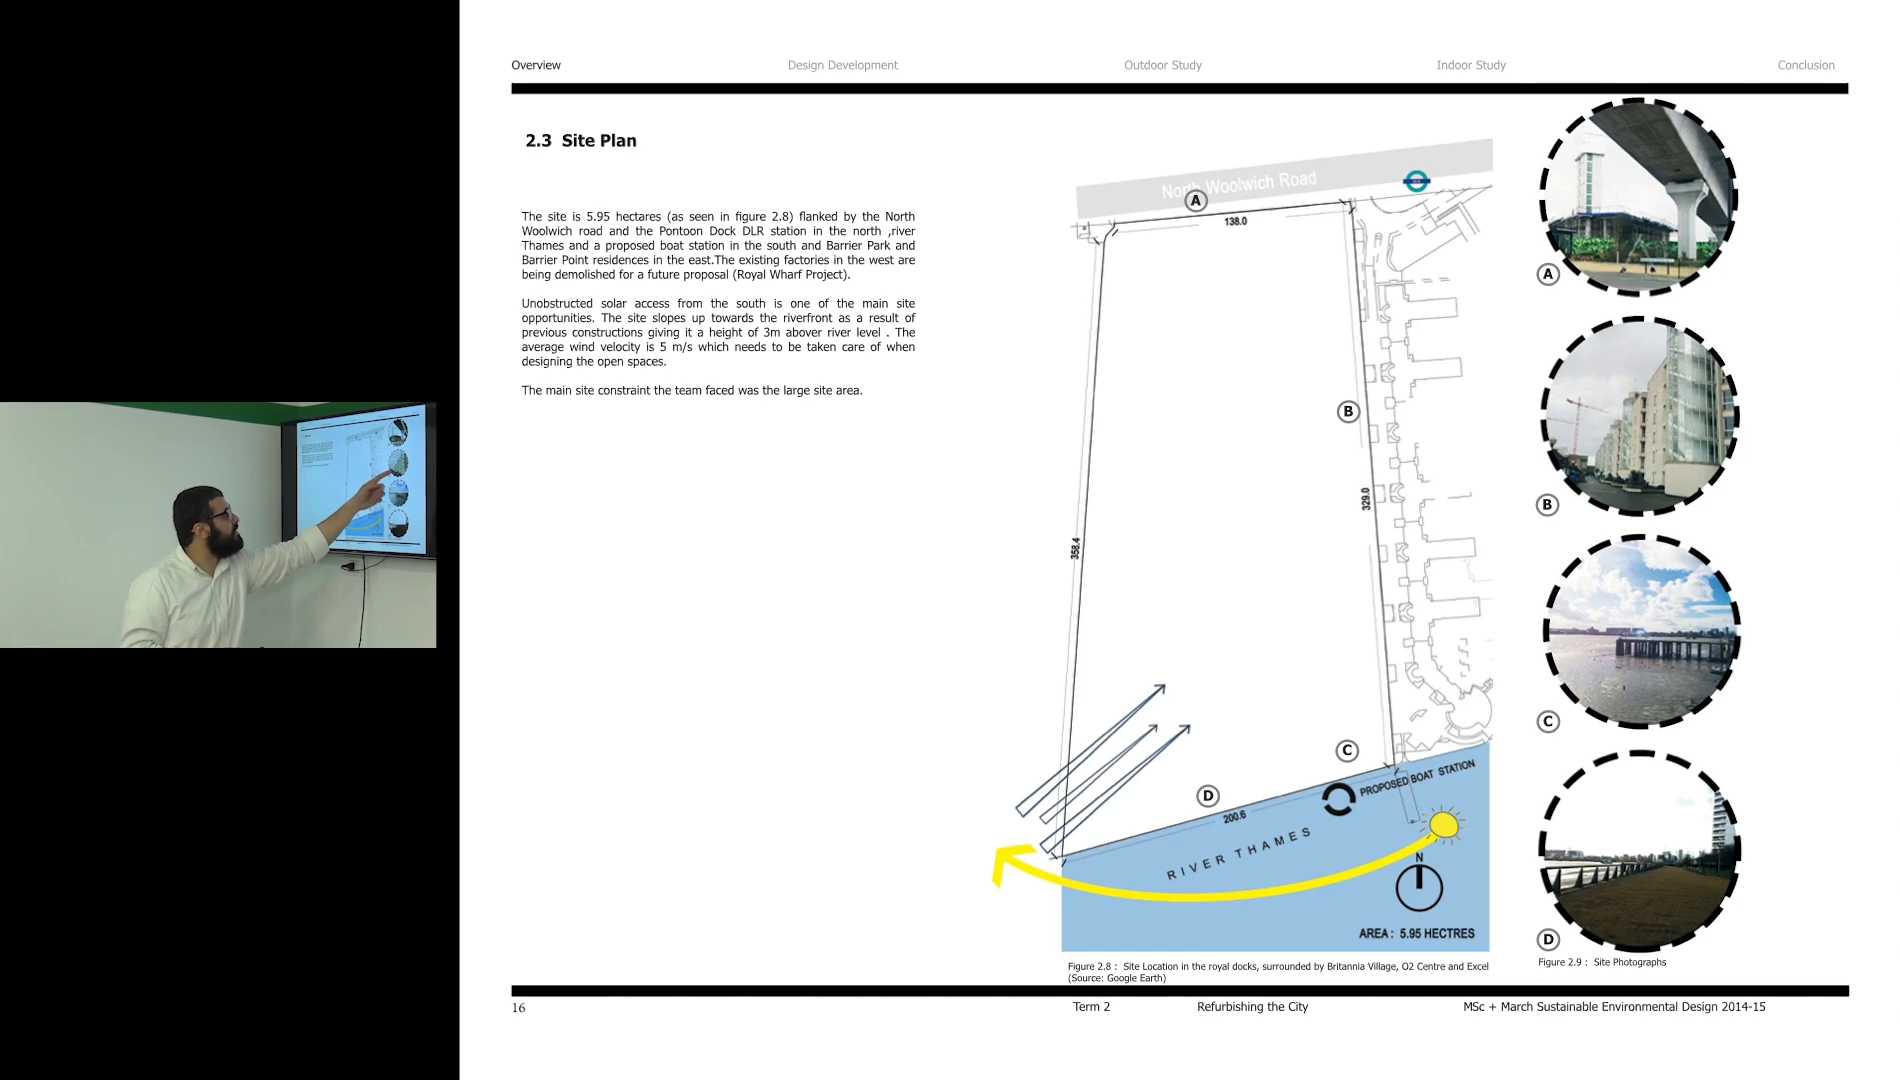 Overview Design Development Outdoor Study Indoor Study Conclusion
2.3 Site Plan
The site is 5.95 hectares (as seen in figure 2.8) flanked by the North
Woolwich road and the Pontoon Dock DLR station in the north ,river
Thames and a proposed boat station in the south and Barrier Park and
Barrier Point residences in the east.The existing factories in the west are
being demolished for a future proposal (Royal Wharf Project).
Unobstructed solar access from the south is one of the main site
opportunities. The site slopes up towards the riverfront as a result of
previous constructions giving it a height of 3m abover river level . The
average wind velocity is 5 m/s which needs to be taken care of when
designing the open spaces.
The main site constraint the team faced was the large site area.
North Woolwich Road
A
138.0
B
329.0
358.4
C
D
200.6
PROPOSED BOAT STATION
RIVER THAMES
N
AREA : 5.95 HECTRES
A
B
C
D
Figure 2.8 : Site Location in the royal docks, surrounded by Britannia Village, O2 Centre and Excel
(Source: Google Earth)
Figure 2.9 : Site Photographs
16 Term 2 Refurbishing the City MSc + March Sustainable Environmental Design 2014-15